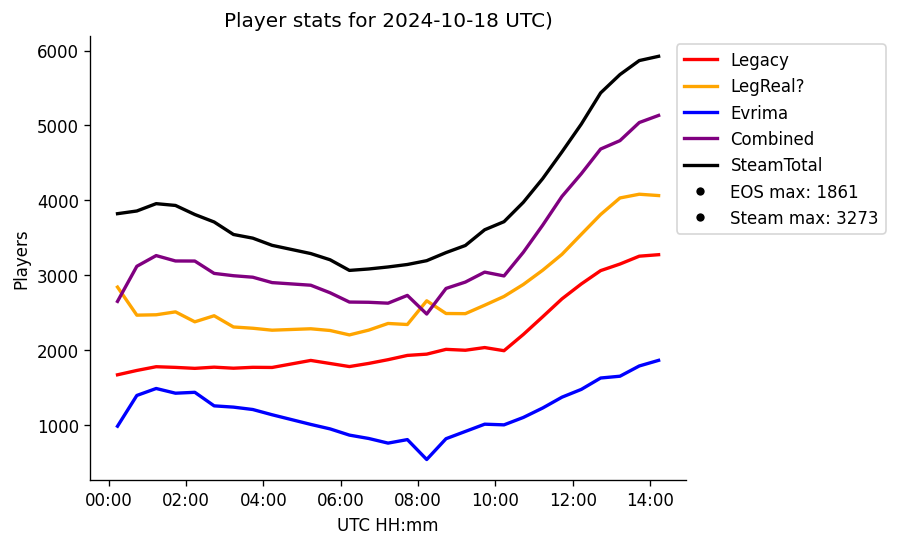 Player stats for 2024-10-18 UTC)
6000
5000
4000
3000
2000
1000
Players
00:00 02:00 04:00 06:00 08:00 10:00 12:00 14:00
UTC HH:mm
Legacy
LegReal?
Evrima
Combined
SteamTotal
EOS max: 1861
Steam max: 3273